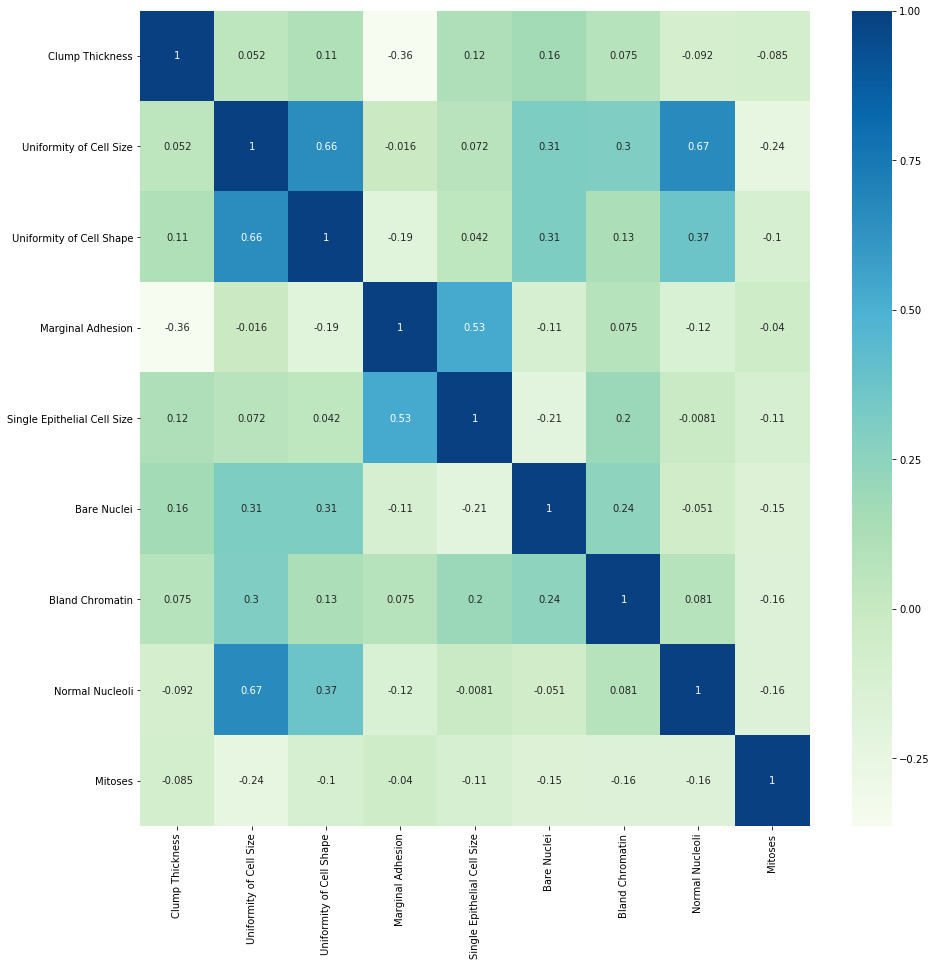 Clump Thickness 1 0.052 0.11 -0.36 0.12 0.16 0.075 -0.092 -0.085
Uniformity of Cell Size 0.052 1 0.66 -0.016 0.072 0.31 0.3 0.67 -0.24
Uniformity of Cell Shape 0.11 0.66 1 -0.19 0.042 0.31 0.13 0.37 -0.1
Marginal Adhesion -0.36 -0.016 -0.19 1 0.53 -0.11 0.075 -0.12 -0.04
Single Epithelial Cell Size 0.12 0.072 0.042 0.53 1 -0.21 0.2 -0.0081 -0.11
Bare Nuclei 0.16 0.31 0.31 -0.11 -0.21 1 0.24 -0.051 -0.15
Bland Chromatin 0.075 0.3 0.13 0.075 0.2 0.24 1 0.081 -0.16
Normal Nucleoli -0.092 0.67 0.37 -0.12 -0.0081 -0.051 0.081 1 -0.16
Mitoses -0.085 -0.24 -0.1 -0.04 -0.11 -0.15 -0.16 -0.16 1
Clump Thickness
Uniformity of Cell Size
Uniformity of Cell Shape
Marginal Adhesion
Single Epithelial Cell Size
Bare Nuclei
Bland Chromatin
Normal Nucleoli
Mitoses
1.00
0.75
0.50
0.25
0.00
−0.25